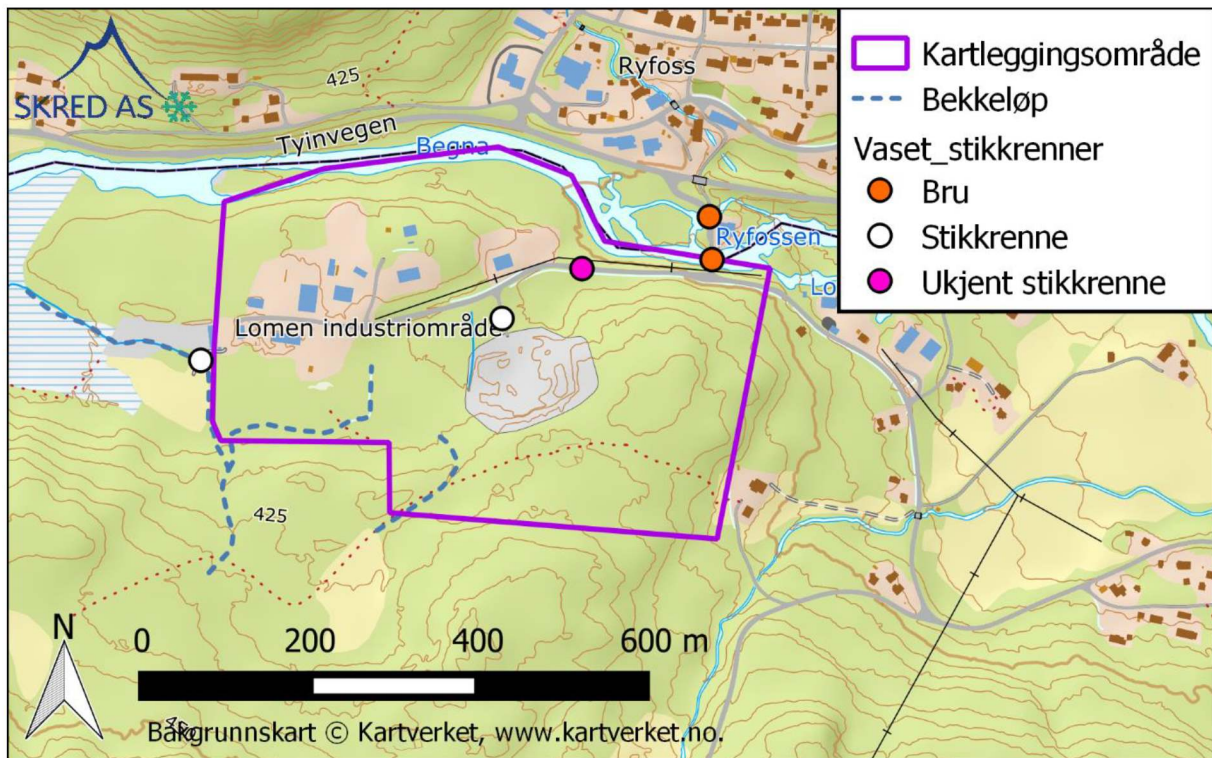 SKRED AS
425
Tyinvegen
Begna
Ryfoss
Ryfossen
Lo
Lomen industriområde
425
Kartleggingsområde
Bekkeløp
Vaset_stikkrenner
Bru
Stikkrenne
Ukjent stikkrenne
N
0 200 400 600 m
Bakgrunnskart © Kartverket, www.kartverket.no.